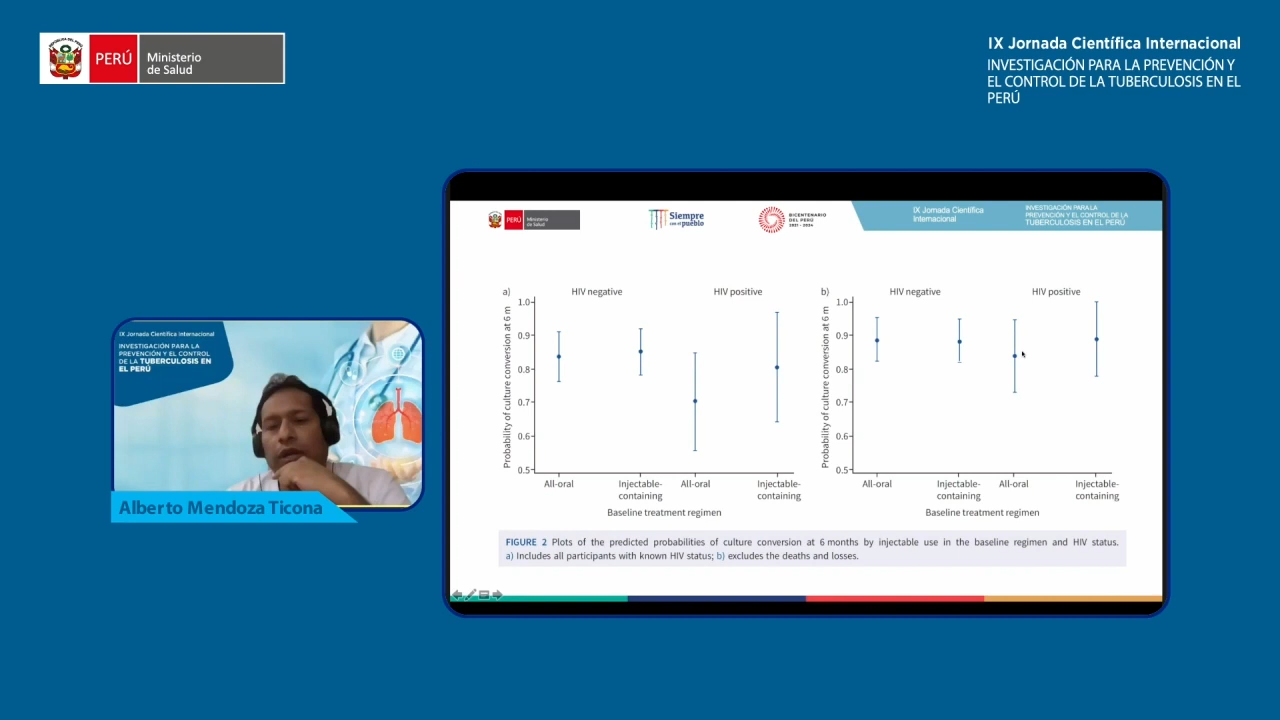 PERÚ
Ministerio
de Salud
IX Jornada Científica Internacional
INVESTIGACIÓN PARA LA PREVENCIÓN Y
EL CONTROL DE LA TUBERCULOSIS EN EL
PERÚ
PERÚ
Ministerio
de Salud
Siempre
con el pueblo
BICENTENARIO
DEL PERÚ
2021 - 2024
IX Jornada Científica
Internacional
INVESTIGACIÓN PARA LA
PREVENCIÓN Y EL CONTROL DE LA
TUBERCULOSIS EN EL PERÚ
a)
HIV negative
HIV positive
Probability of culture conversion at 6 m
1.0
0.9
0.8
0.7
0.6
0.5
All-oral
Injectable-
containing
All-oral
Injectable-
containing
Baseline treatment regimen
b)
HIV negative
HIV positive
Probability of culture conversion at 6 m
1.0
0.9
0.8
0.7
0.6
0.5
All-oral
Injectable-
containing
All-oral
Injectable-
containing
Baseline treatment regimen
FIGURE 2 Plots of the predicted probabilities of culture conversion at 6 months by injectable use in the baseline regimen and HIV status.
a) Includes all participants with known HIV status; b) excludes the deaths and losses.
IX Jornada Científica Internacional
INVESTIGACIÓN PARA LA
PREVENCIÓN Y EL CONTROL
DE LA TUBERCULOSIS EN
EL PERÚ
Alberto Mendoza Ticona